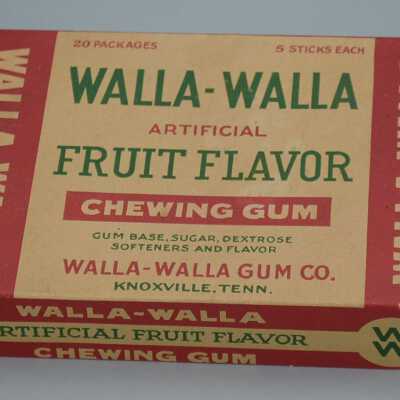 20 PACKAGES 5 STICKS EACH
WALLA-WALLA
ARTIFICIAL
FRUIT FLAVOR
CHEWING GUM
GUM BASE, SUGAR, DEXTROSE
SOFTENERS AND FLAVOR
WALLA-WALLA GUM CO.
KNOXVILLE, TENN.
WALLA-WALLA
ARTIFICIAL FRUIT FLAVOR
CHEWING GUM
W
W
WALLA